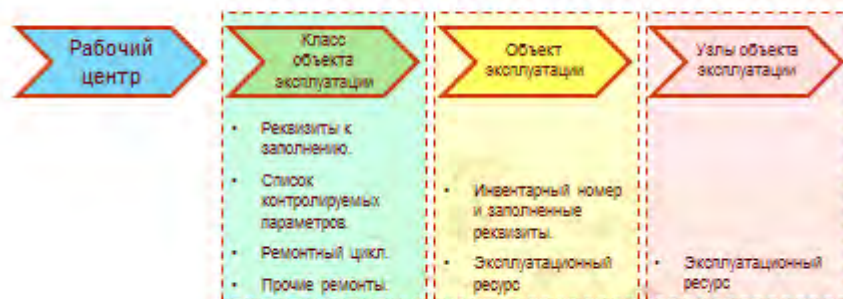 Рабочий
центр
Класс
объекта
эксплуатации
Объект
эксплуатации
Узлы объекта
эксплуатации
• Реквизиты к
заполнению.
• Список
контролируемых
параметров.
• Ремонтный цикл.
• Прочие ремонты.
• Инвентарный номер
и заполненные
реквизиты.
• Эксплуатационный
ресурс
• Эксплуатационный
ресурс